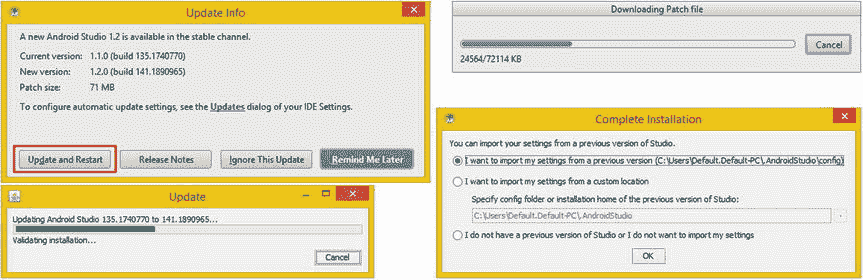 Update Info
A new Android Studio 1.2 is available in the stable channel.
Current version: 1.1.0 (build 135.1740770)
New version: 1.2.0 (build 141.1890965)
Patch size: 71 MB
To configure automatic update settings, see the Updates dialog of your IDE Settings.
Update and Restart
Release Notes
Ignore This Update
Remind Me Later
Update
Updating Android Studio 135.1740770 to 141.1890965...
Validating installation...
Cancel
Downloading Patch file
Cancel
24564/72114 KB
Complete Installation
You can import your settings from a previous version of Studio.
I want to import my settings from a previous version (C:\Users\Default.Default-PC\.AndroidStudio\config)
I want to import my settings from a custom location
Specify config folder or installation home of the previous version of Studio:
C:\Users\Default.Default-PC\.AndroidStudio
I do not have a previous version of Studio or I do not want to import my settings
OK